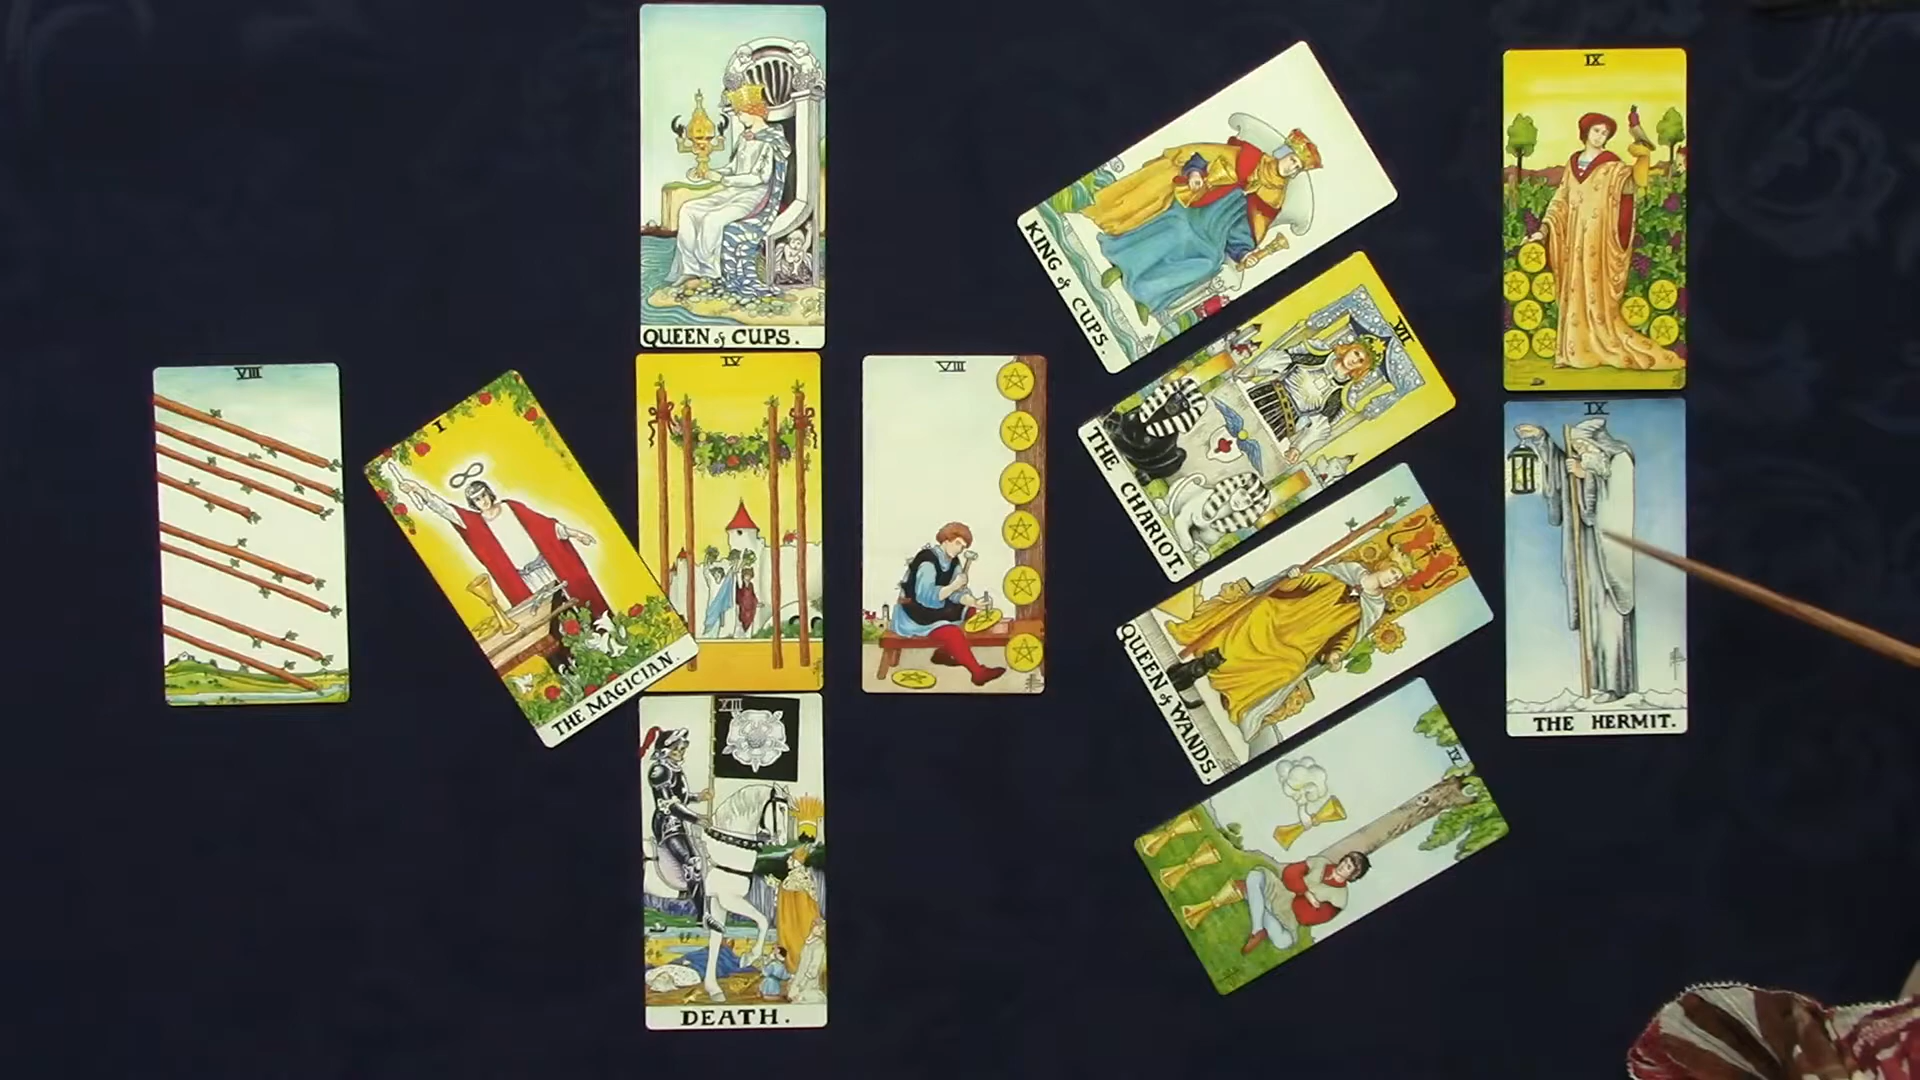 QUEEN of CUPS.
KING of CUPS.
IX
VII
THE CHARIOT.
VIII
I
THE MAGICIAN.
IV
VIII
QUEEN of WANDS.
IX
THE HERMIT.
XIII
DEATH.
IV